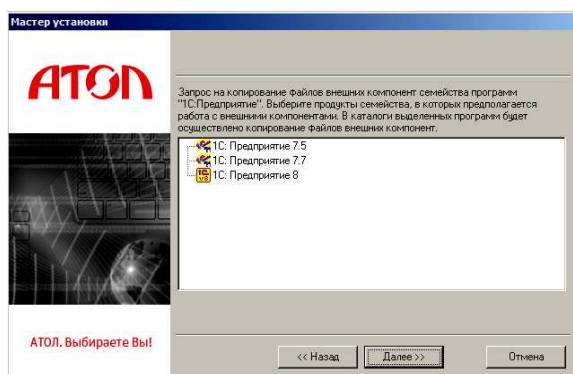 Мастер установки
АТОЛ
Запрос на копирование файлов внешних компонент семейства программ
"1С:Предприятие". Выберите продукты семейства, в которых предполагается
работа с внешними компонентами. В каталоги выделенных программ будет
осуществлено копирование файлов внешних компонент.
1С: Предприятие 7.5
1С: Предприятие 7.7
1С: Предприятие 8
АТОЛ. Выбираете Вы!
<< Назад
Далее >>
Отмена